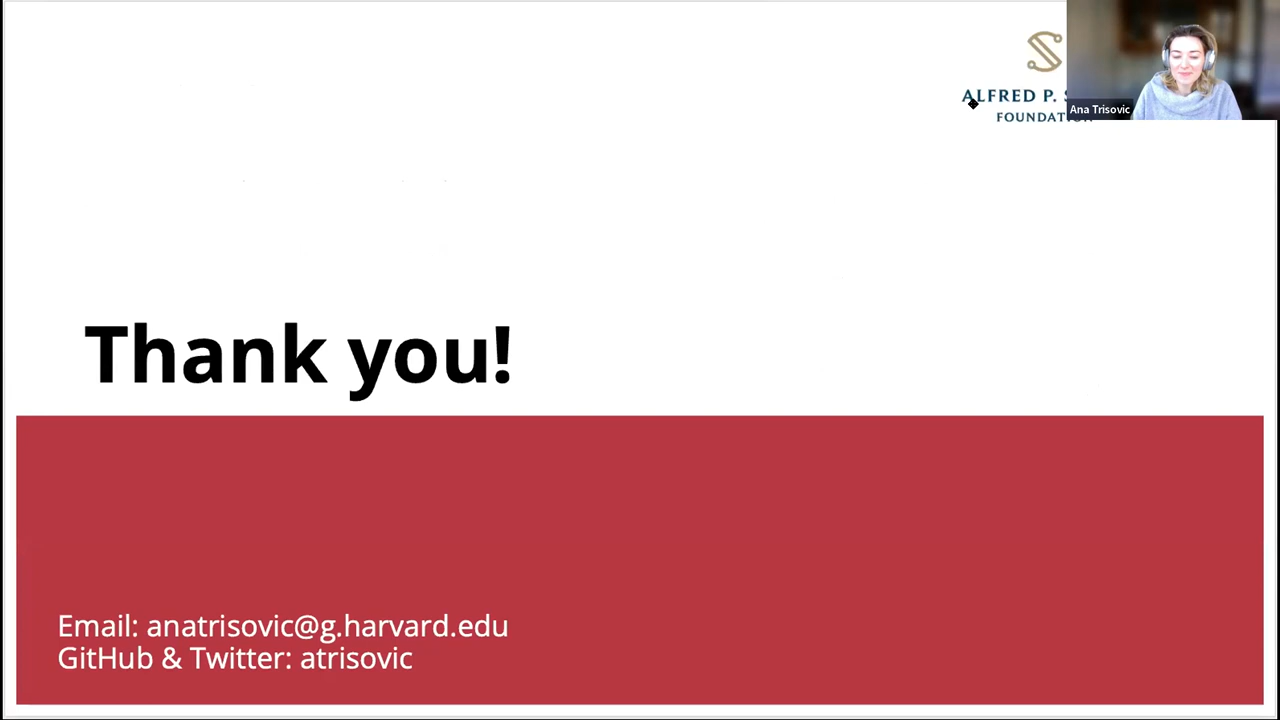 ALFRED P. S
FOUNDATION
Ana Trisovic
Thank you!
Email: anatrisovic@g.harvard.edu
GitHub & Twitter: atrisovic